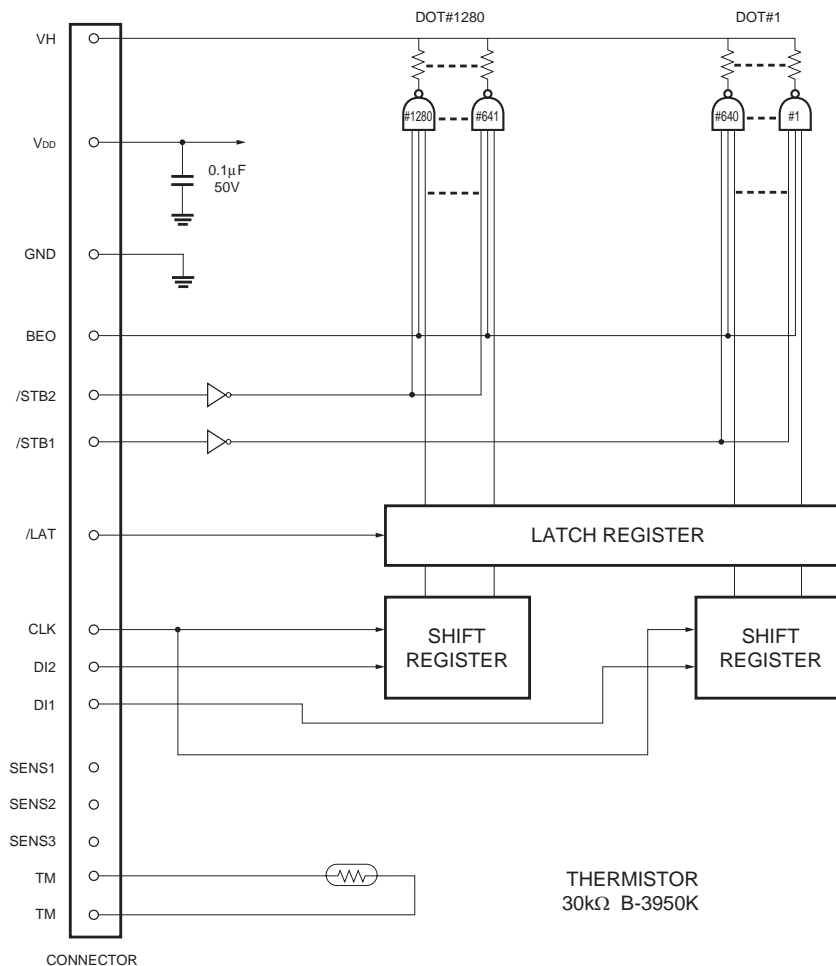 DOT#1280
DOT#1
VH
#1280
#641
#640
#1
VDD
0.1μF
50V
GND
BEO
/STB2
/STB1
/LAT
LATCH REGISTER
CLK
SHIFT
REGISTER
SHIFT
REGISTER
DI2
DI1
SENS1
SENS2
SENS3
TM
TM
THERMISTOR
30kΩ B-3950K
CONNECTOR